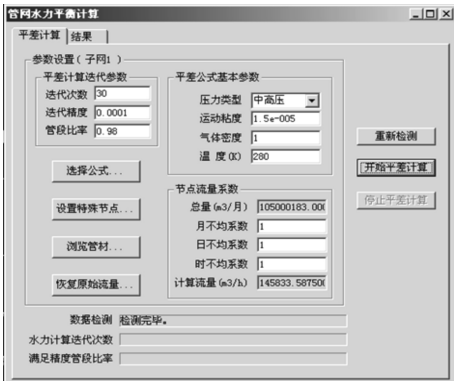 管网水力平衡计算
平差计算 结果
参数设置(子网1)
平差计算迭代参数
迭代次数 30
迭代精度 0.0001
管段比率 0.98
选择公式...
设置特殊节点...
浏览管材...
恢复原始流量...
平差公式基本参数
压力类型 中高压
运动粘度 1.5e-005
气体密度 1
温 度(K) 280
节点流量系数
总量(m3/月) 105000183.00
月不均系数 1
日不均系数 1
时不均系数 1
计算流量(m3/h) 145833.58750
重新检测
开始平差计算
停止平差计算
数据检测 检测完毕。
水力计算迭代次数
满足精度管段比率